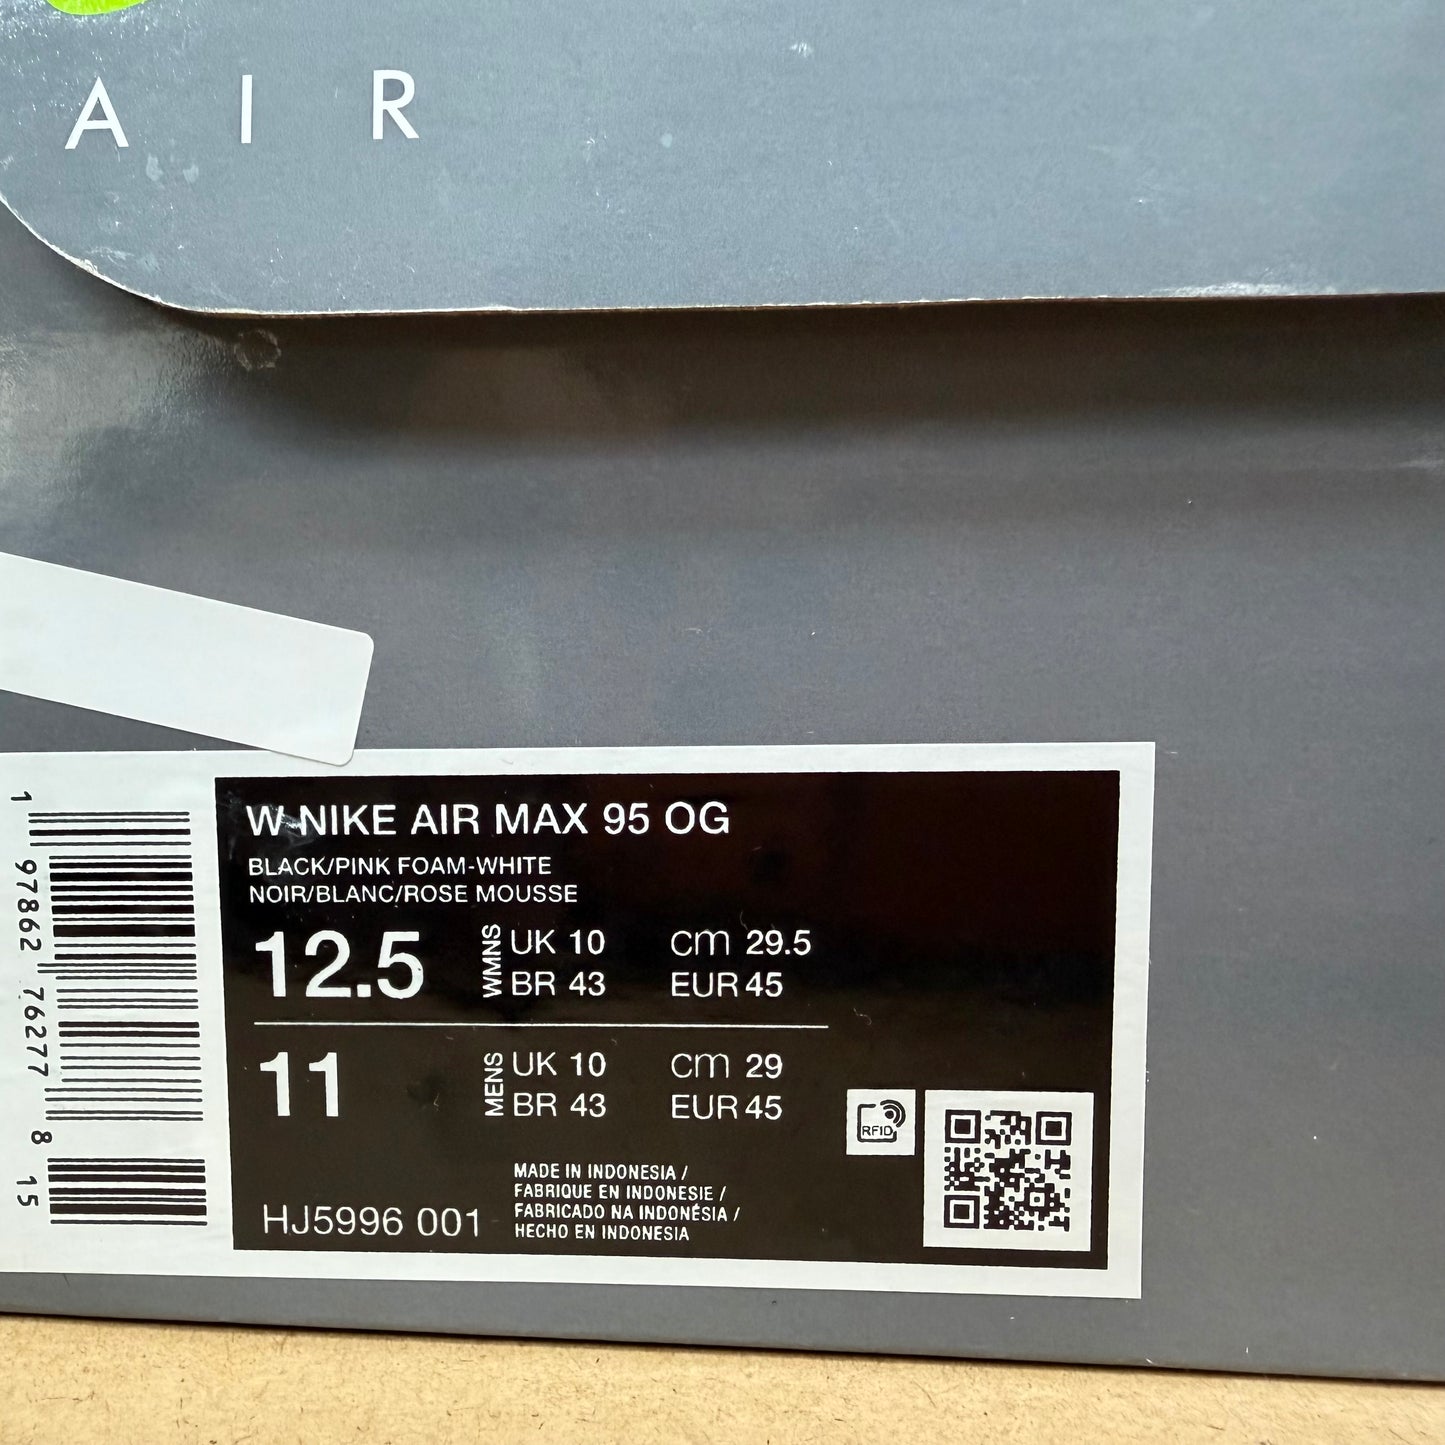 AIR
W NIKE AIR MAX 95 OG
BLACK/PINK FOAM-WHITE
NOIR/BLANC/ROSE MOUSSE
12.5 WMNS UK 10 cm 29.5
BR 43 EUR 45
11 MENS UK 10 cm 29
BR 43 EUR 45
RFID
MADE IN INDONESIA /
FABRIQUE EN INDONESIE /
FABRICADO NA INDONÉSIA /
HECHO EN INDONESIA
HJ5996 001
1 97862 76277 8 15